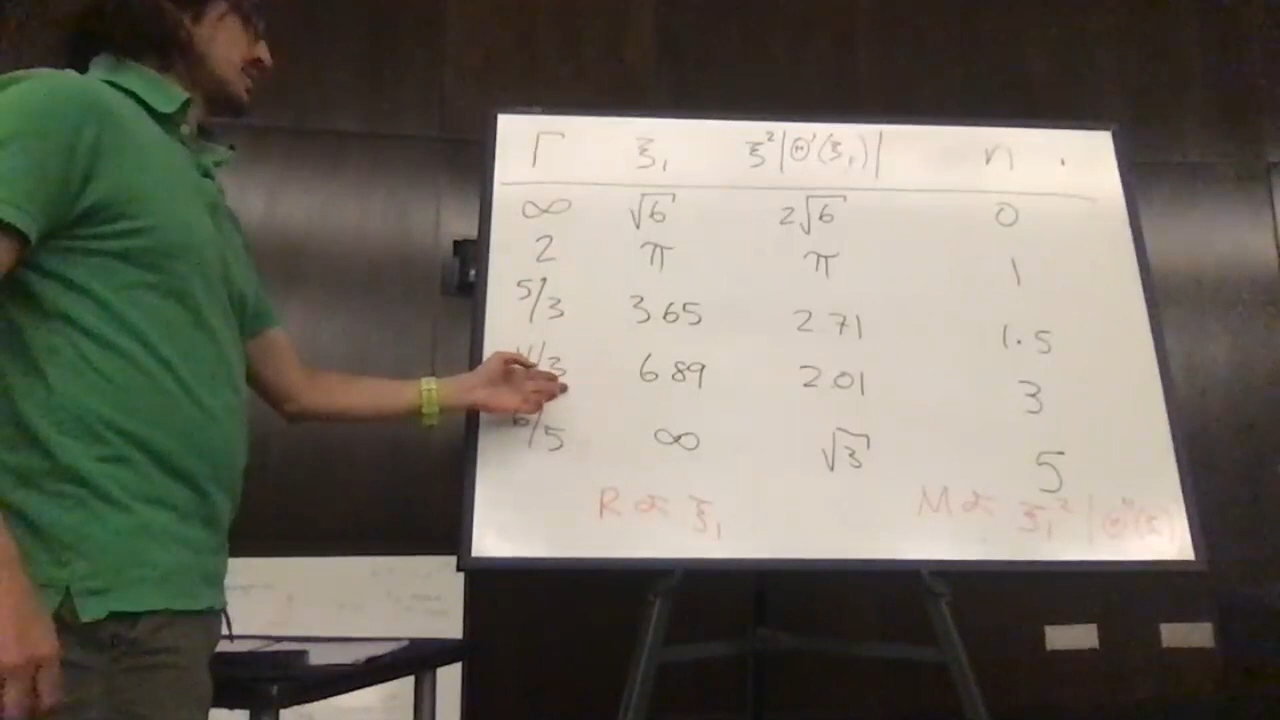 Γ ξ₁ ξ²|Θ'(ξ₁)| n
∞ √6 2√6 0
2 π π 1
5/3 3 65 2 71 1.5
4/3 6 89 2 01 3
6/5 ∞ √3 5
R ∝ ξ₁ M ∝ ξ₁²